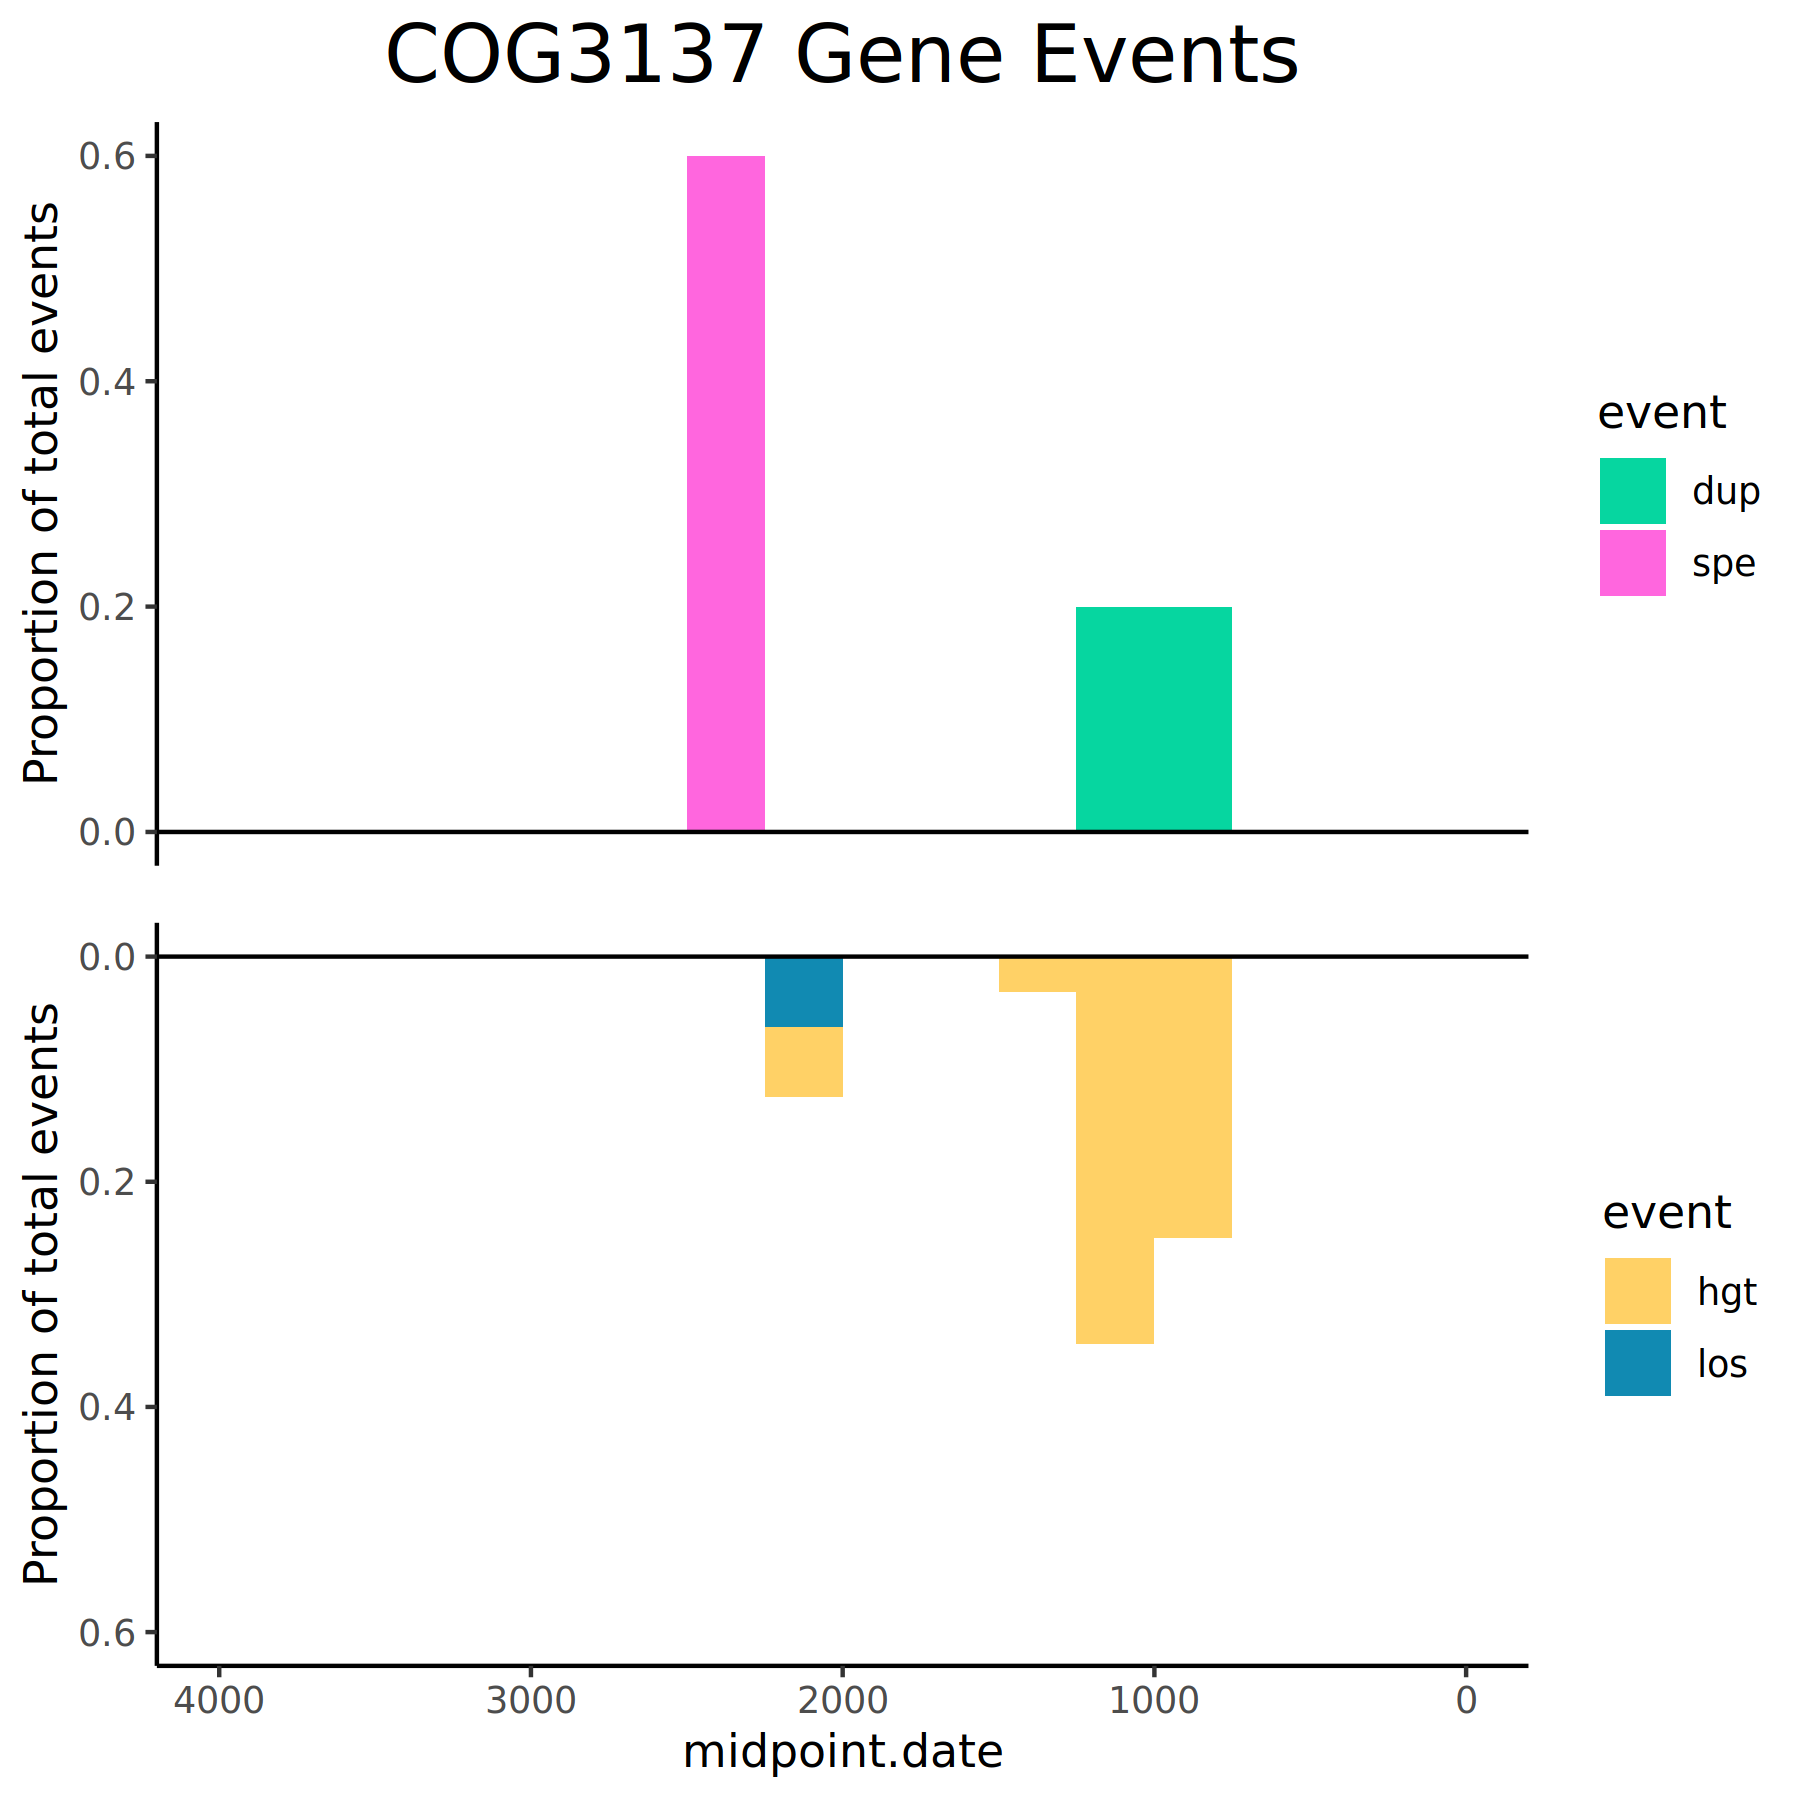 COG3137 Gene Events
Proportion of total events
0.6
0.4
0.2
0.0
event
dup
spe
Proportion of total events
0.0
0.2
0.4
0.6
event
hgt
los
4000 3000 2000 1000 0
midpoint.date